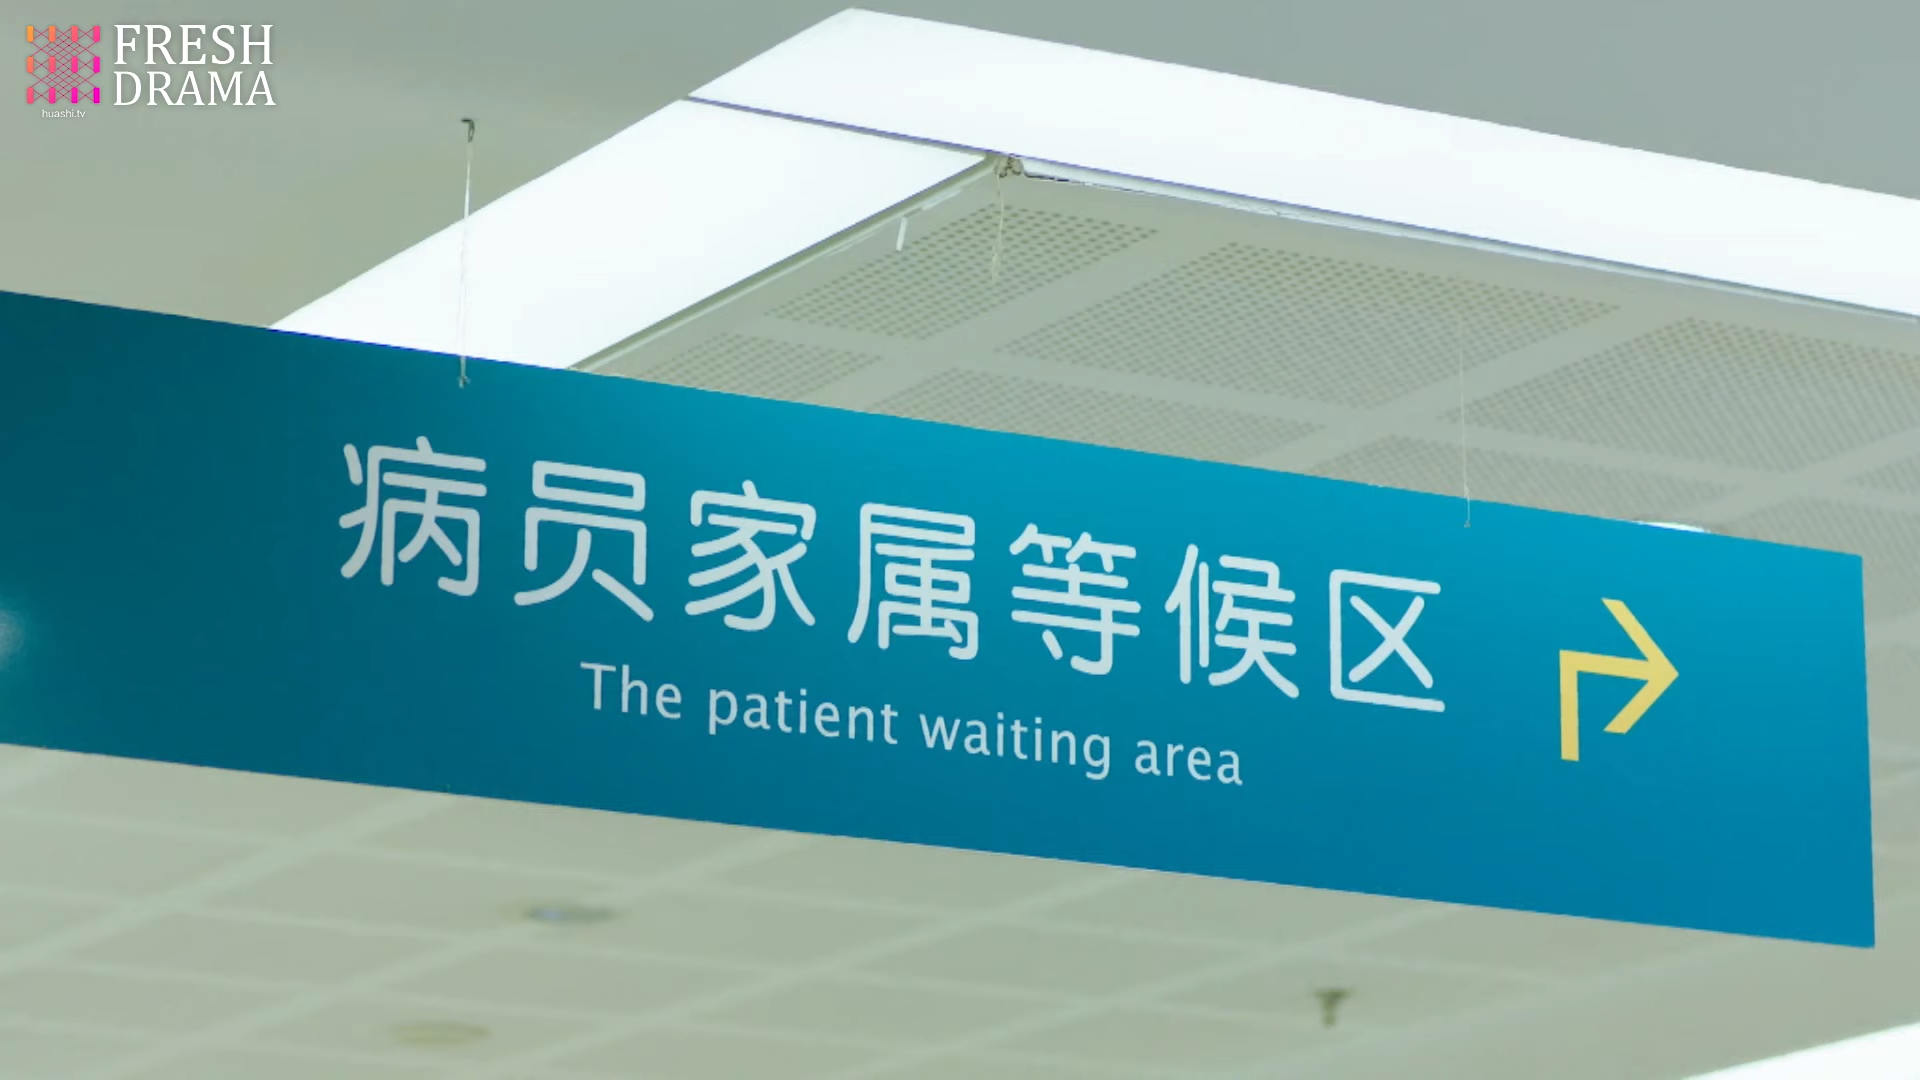 FRESH
DRAMA
huashi.tv
病员家属等候区
The patient waiting area